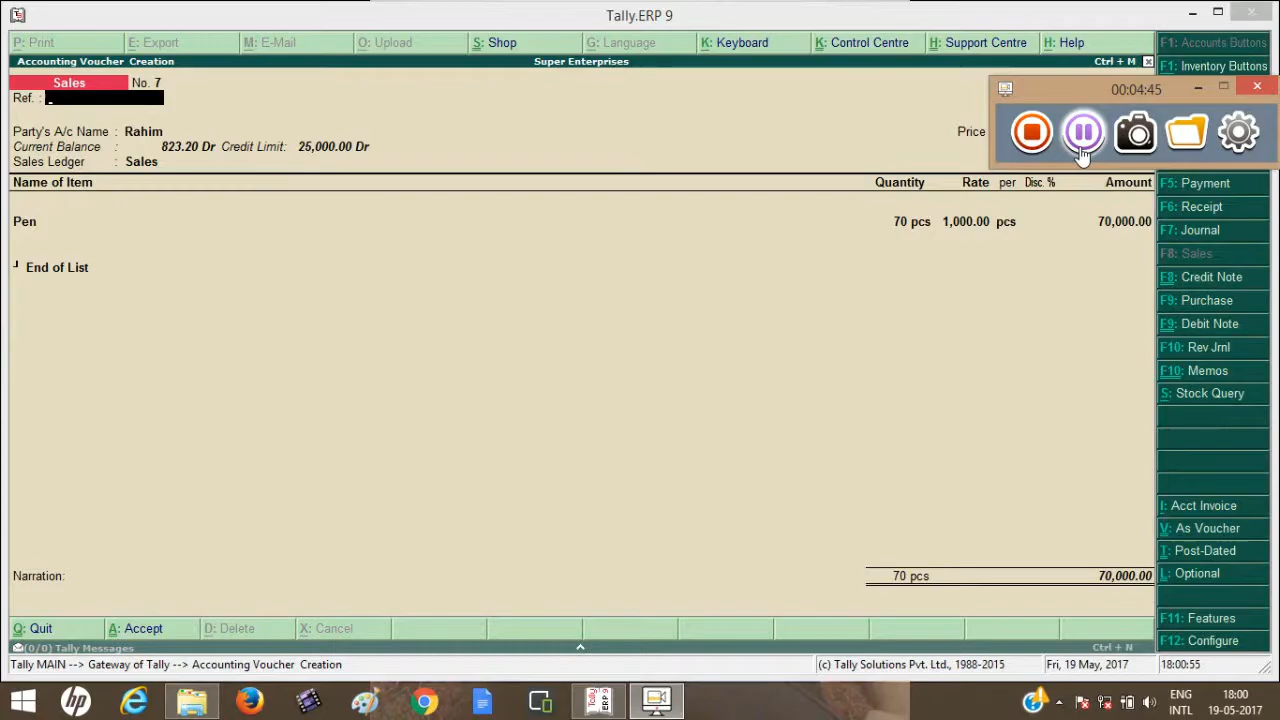 Tally.ERP 9
P: Print E: Export M: E-Mail O: Upload S: Shop G: Language K: Keyboard K: Control Centre H: Support Centre H: Help F1: Accounts Buttons
Accounting Voucher Creation Super Enterprises Ctrl + M F1: Inventory Buttons
Sales No. 7 00:04:45
Ref. :
Party's A/c Name : Rahim Price
Current Balance : 823.20 Dr Credit Limit: 25,000.00 Dr
Sales Ledger : Sales
Name of Item Quantity Rate per Disc. % Amount
Pen 70 pcs 1,000.00 pcs 70,000.00
End of List
Narration: 70 pcs 70,000.00
F5: Payment
F6: Receipt
F7: Journal
F8: Sales
F8: Credit Note
F9: Purchase
F9: Debit Note
F10: Rev Jrnl
F10: Memos
S: Stock Query
I: Acct Invoice
V: As Voucher
T: Post-Dated
L: Optional
F11: Features
F12: Configure
Q: Quit A: Accept D: Delete X: Cancel
(0/0) Tally Messages Ctrl + N
Tally MAIN --> Gateway of Tally --> Accounting Voucher Creation (c) Tally Solutions Pvt. Ltd., 1988-2015 Fri, 19 May, 2017 18:00:55
Tally ERP 9
ENG 18:00
INTL 19-05-2017